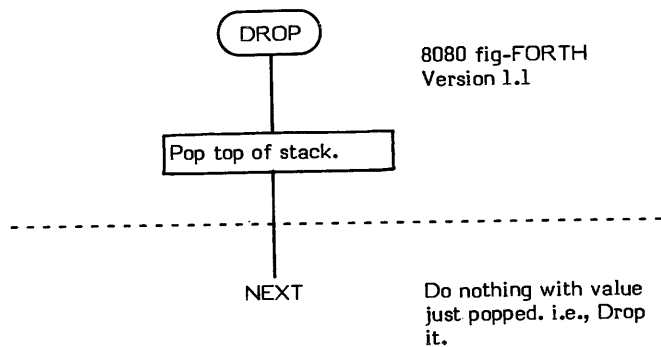 DROP
8080 fig-FORTH
Version 1.1
Pop top of stack.
NEXT
Do nothing with value
just popped. i.e., Drop
it.